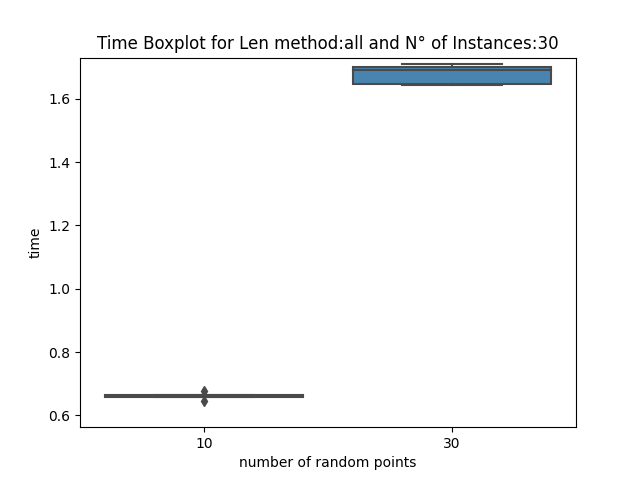 Time Boxplot for Len method:all and N° of Instances:30
1.6
1.4
1.2
1.0
0.8
0.6
time
10
30
number of random points